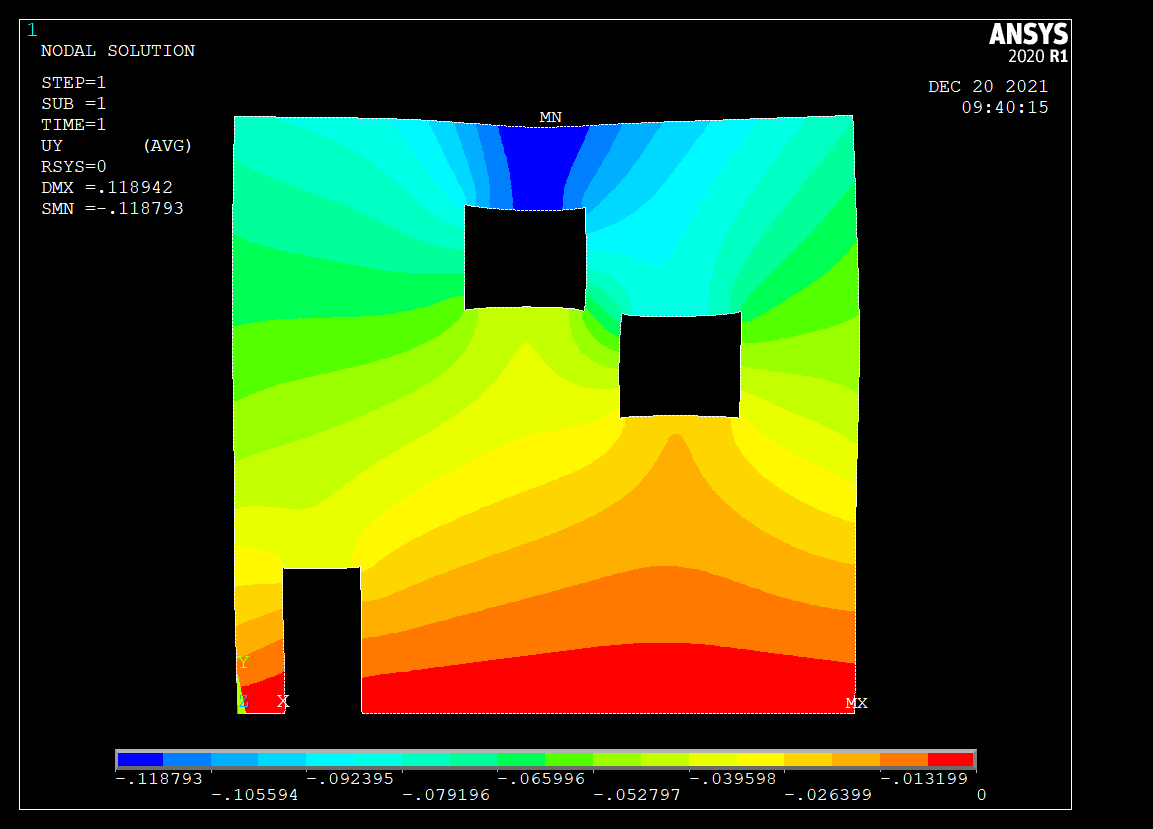 1
NODAL SOLUTION
STEP=1
SUB =1
TIME=1
UY (AVG)
RSYS=0
DMX =.118942
SMN =-.118793
ANSYS
2020 R1
DEC 20 2021
09:40:15
MN
Y
Z X
MX
-.118793 -.092395 -.065996 -.039598 -.013199
-.105594 -.079196 -.052797 -.026399 0